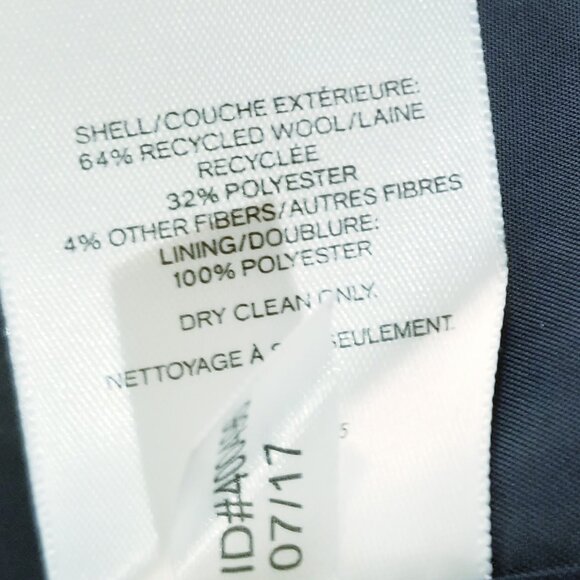 SHELL/COUCHE EXTÉRIEURE:
64% RECYCLED WOOL/LAINE
RECYCLÉE
32% POLYESTER
4% OTHER FIBERS/AUTRES FIBRES
LINING/DOUBLURE:
100% POLYESTER
DRY CLEAN ONLY.
NETTOYAGE À SEULEMENT.
5
07/17